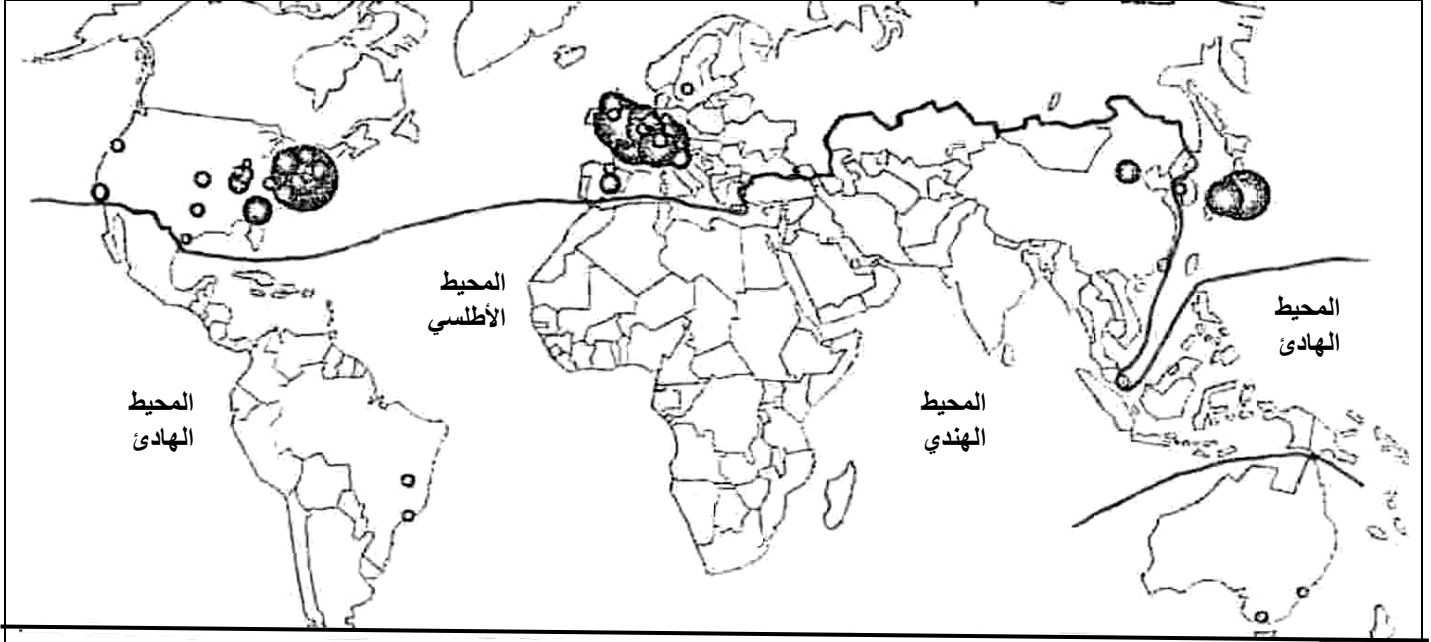 المحيط
الأطلسي
المحيط
الهادئ
المحيط
الهادئ
المحيط
الهندي